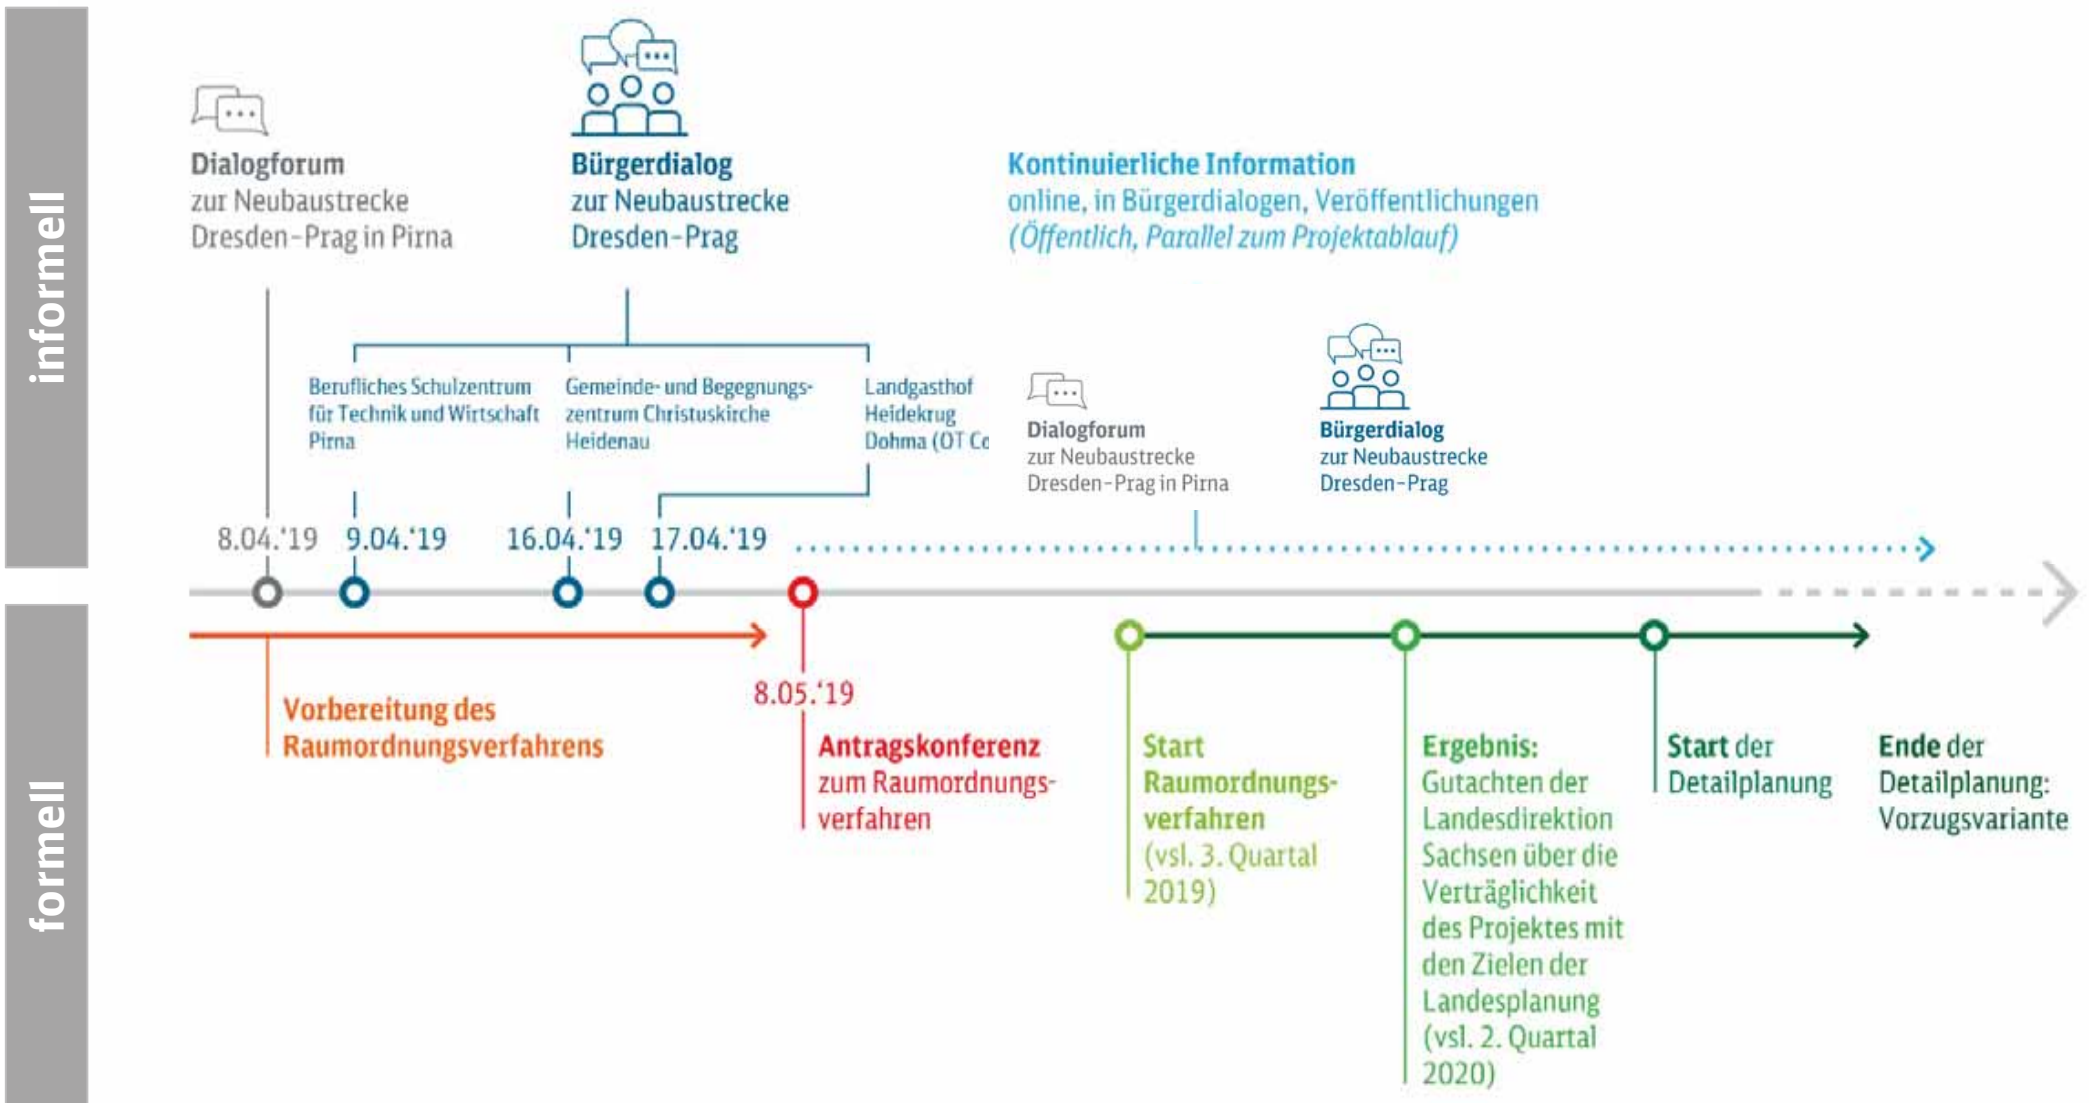 informell
Dialogforum
zur Neubaustrecke
Dresden-Prag in Pirna
Bürgerdialog
zur Neubaustrecke
Dresden-Prag
Kontinuierliche Information
online, in Bürgerdialogen, Veröffentlichungen
(Öffentlich, Parallel zum Projektablauf)
Berufliches Schulzentrum
für Technik und Wirtschaft
Pirna
Gemeinde- und Begegnungs-
zentrum Christuskirche
Heidenau
Landgasthof
Heidekrug
Dohma (OT
Dialogforum
zur Neubaustrecke
Dresden-Prag in Pirna
Bürgerdialog
zur Neubaustrecke
Dresden-Prag
8.04.‘19
9.04.‘19
16.04.‘19
17.04.‘19
formell
Vorbereitung des
Raumordnungsverfahrens
8.05.‘19
Antragskonferenz
zum Raumordnungs-
verfahren
Start
Raumordnungs-
verfahren
(vsl. 3. Quartal
2019)
Ergebnis:
Gutachten der
Landesdirektion
Sachsen über die
Verträglichkeit
des Projektes mit
den Zielen der
Landesplanung
(vsl. 2. Quartal
2020)
Start der
Detailplanung
Ende der
Detailplanung:
Vorzugsvariante